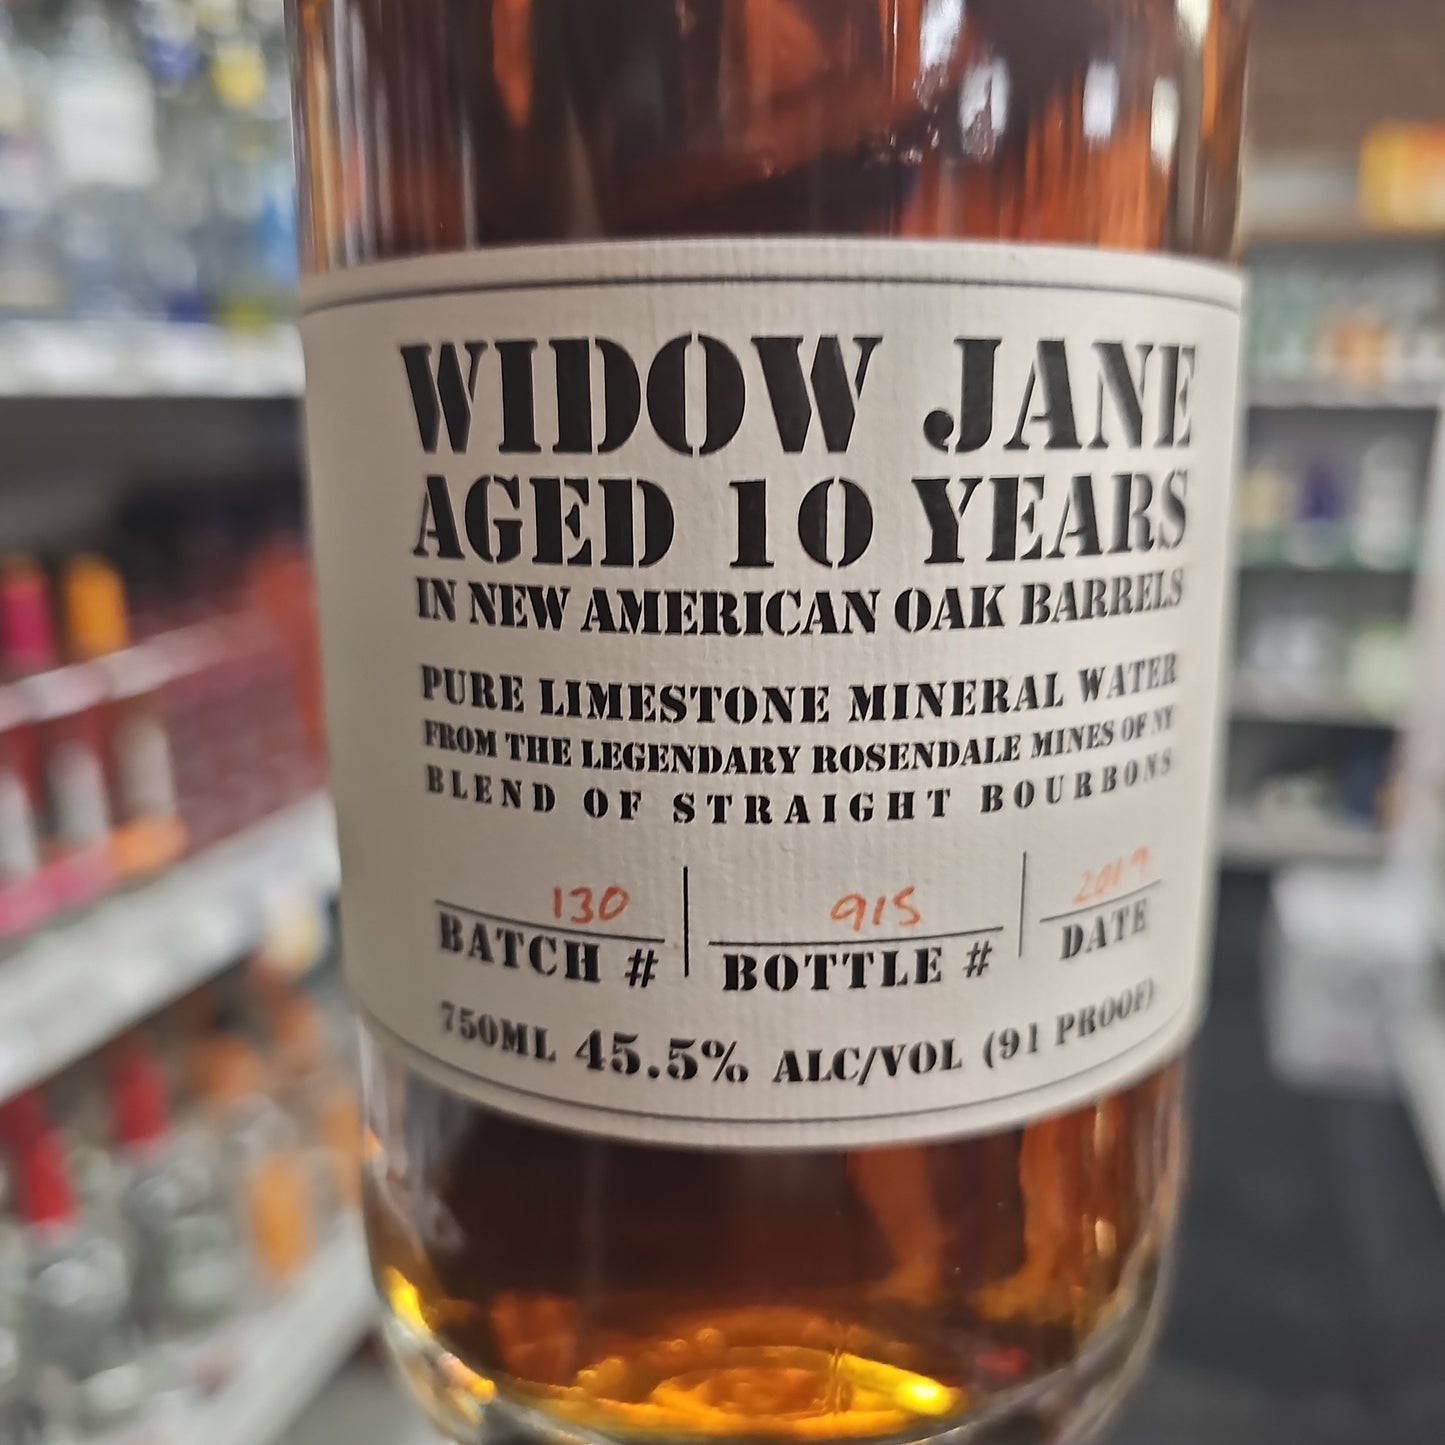 WIDOW JANE
AGED 10 YEARS
IN NEW AMERICAN OAK BARRELS
PURE LIMESTONE MINERAL WATER
FROM THE LEGENDARY ROSENDALE MINES OF NY
BLEND OF STRAIGHT BOURBONS
130 915 2019
BATCH # BOTTLE # DATE
750ML 45.5% ALC/VOL (91 PROOF)